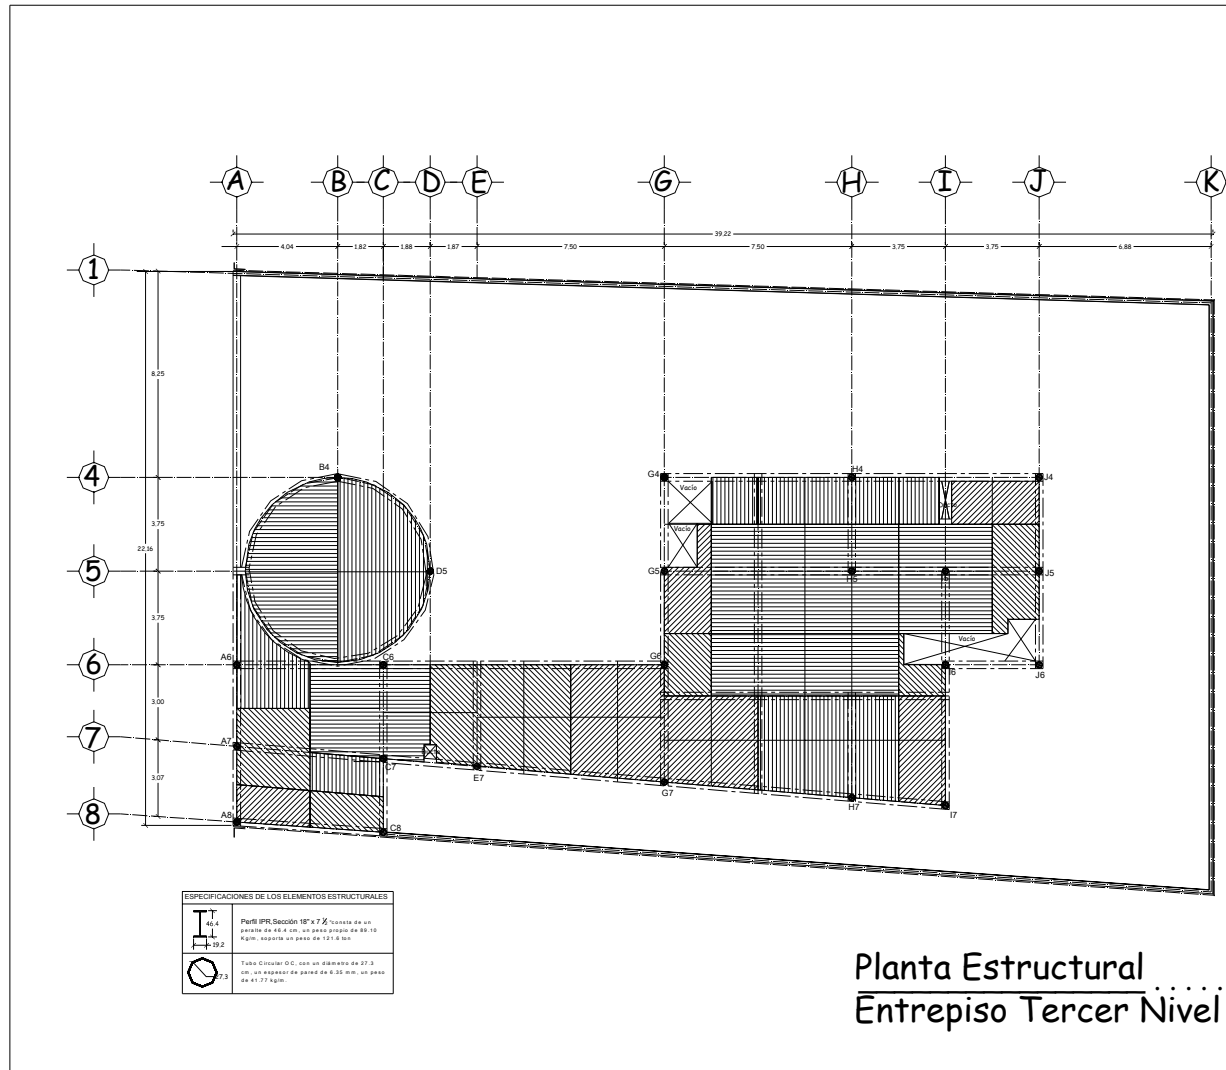 A B C D E G H I J K
39.22
4.04 1.82 1.88 1.87 7.50 7.50 3.75 3.75 6.88
1
8.25
4
B4 G4 H4 J4
Vacío
3.75
Vacío
22.16
5
D5 G5 H5 J5
3.75
Vacío
6
A6 C6 G6 J6
3.00
7
A7 C7 E7 G7 H7 I7
3.07
8
A8 C8
ESPECIFICACIONES DE LOS ELEMENTOS ESTRUCTURALES
46.4
19.2
Perfil IPR, Sección 18" x 7 ½ "consta de un
peralte de 46.4 cm, un peso propio de 89.10
Kg/m, soporta un peso de 121.6 ton
27.3
Tubo Circular OC, con un diámetro de 27.3
cm, un espesor de pared de 6.35 mm, un peso
de 41.77 kg/m.
Planta Estructural ......
Entrepiso Tercer Nivel